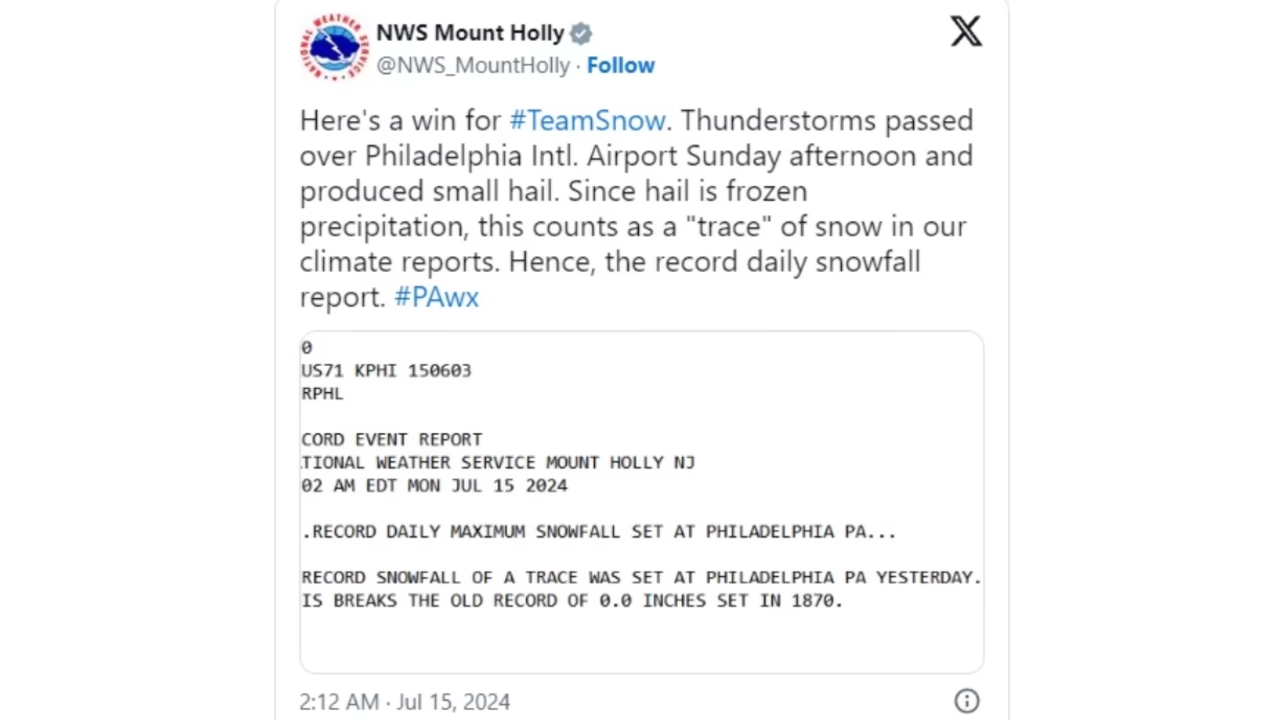 NATIONAL WEATHER SERVICE
NWS Mount Holly
@NWS_MountHolly · Follow
Here's a win for #TeamSnow. Thunderstorms passed
over Philadelphia Intl. Airport Sunday afternoon and
produced small hail. Since hail is frozen
precipitation, this counts as a "trace" of snow in our
climate reports. Hence, the record daily snowfall
report. #PAwx
0
US71 KPHI 150603
RPHL
CORD EVENT REPORT
TIONAL WEATHER SERVICE MOUNT HOLLY NJ
02 AM EDT MON JUL 15 2024
.RECORD DAILY MAXIMUM SNOWFALL SET AT PHILADELPHIA PA...
RECORD SNOWFALL OF A TRACE WAS SET AT PHILADELPHIA PA YESTERDAY.
IS BREAKS THE OLD RECORD OF 0.0 INCHES SET IN 1870.
2:12 AM · Jul 15, 2024